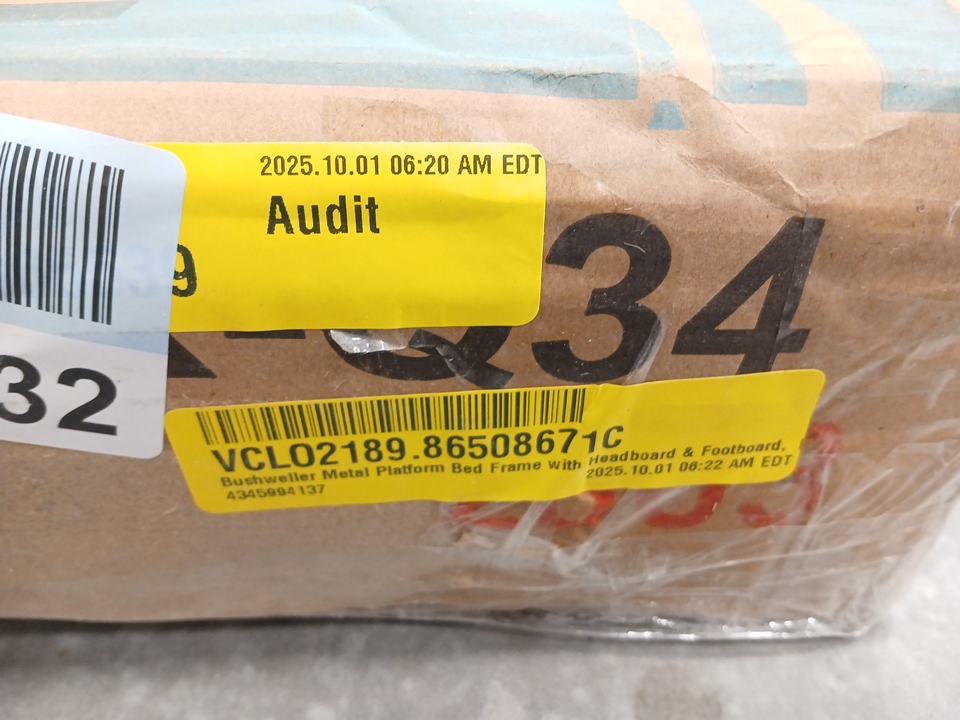 2025.10.01 06:20 AM EDT
Audit
9
-Q34
32
VCLO2189.86508671C
Bushweller Metal Platform Bed Frame with Headboard & Footboard,
2025.10.01 06:22 AM EDT
4345994137